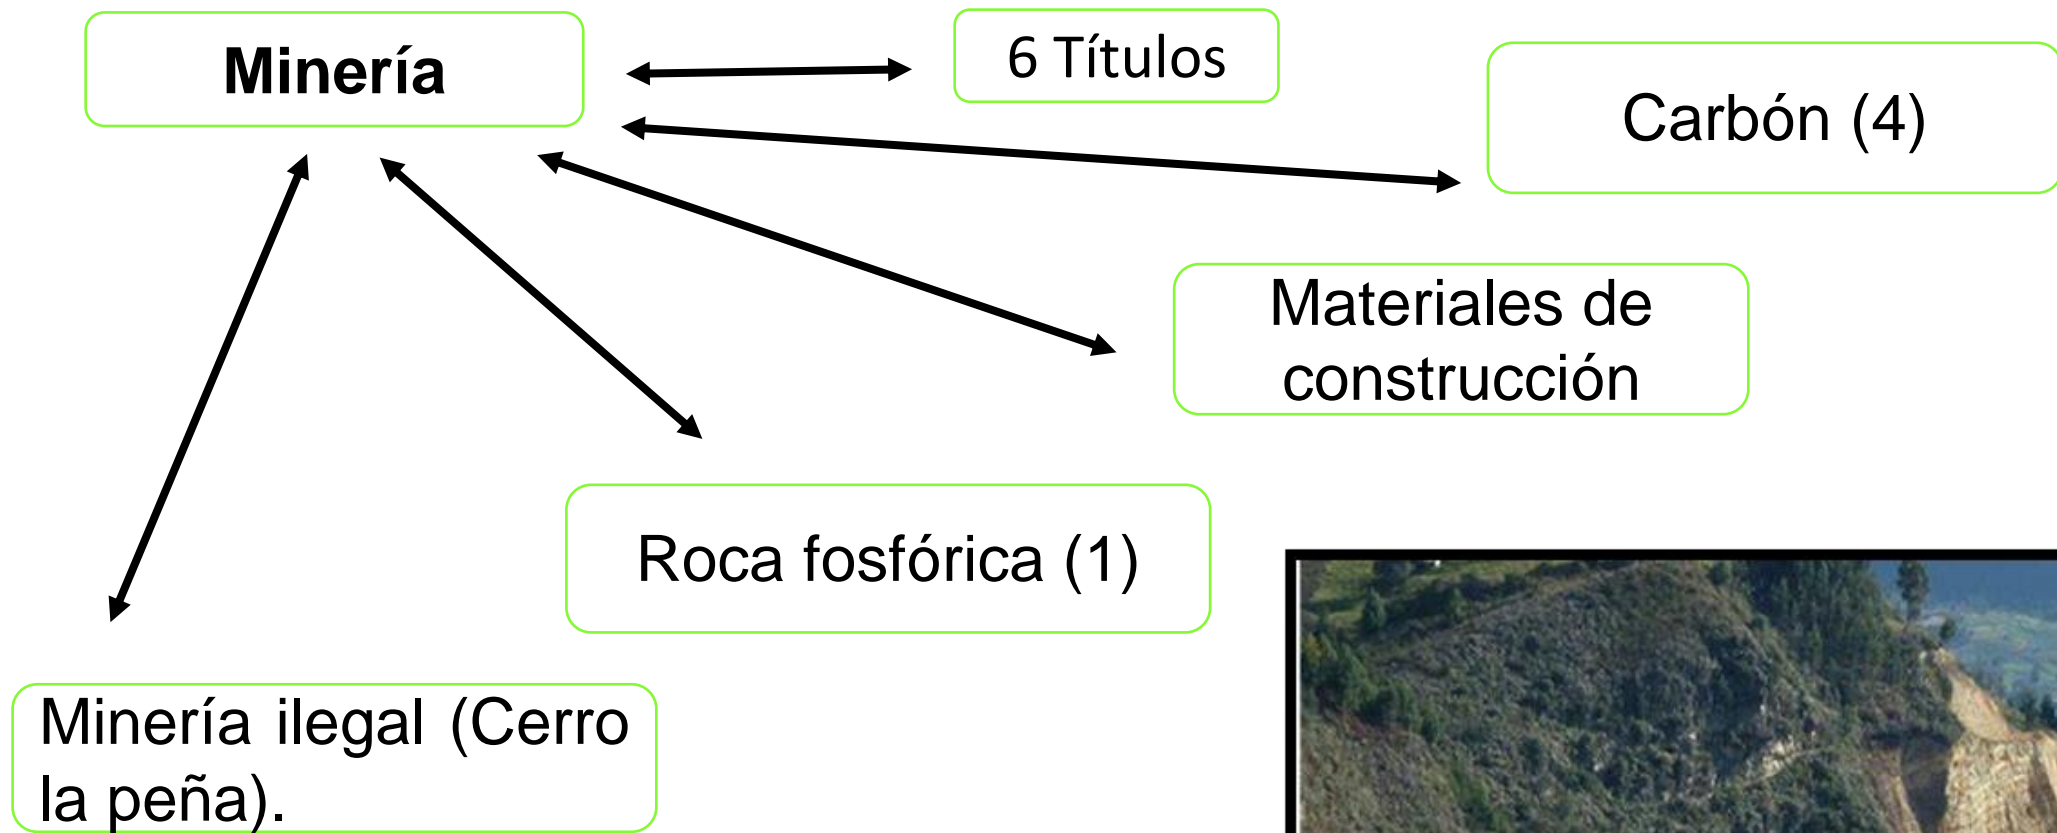 Minería
6 Títulos
Carbón (4)
Materiales de
construcción
Roca fosfórica (1)
Minería ilegal (Cerro
la peña).